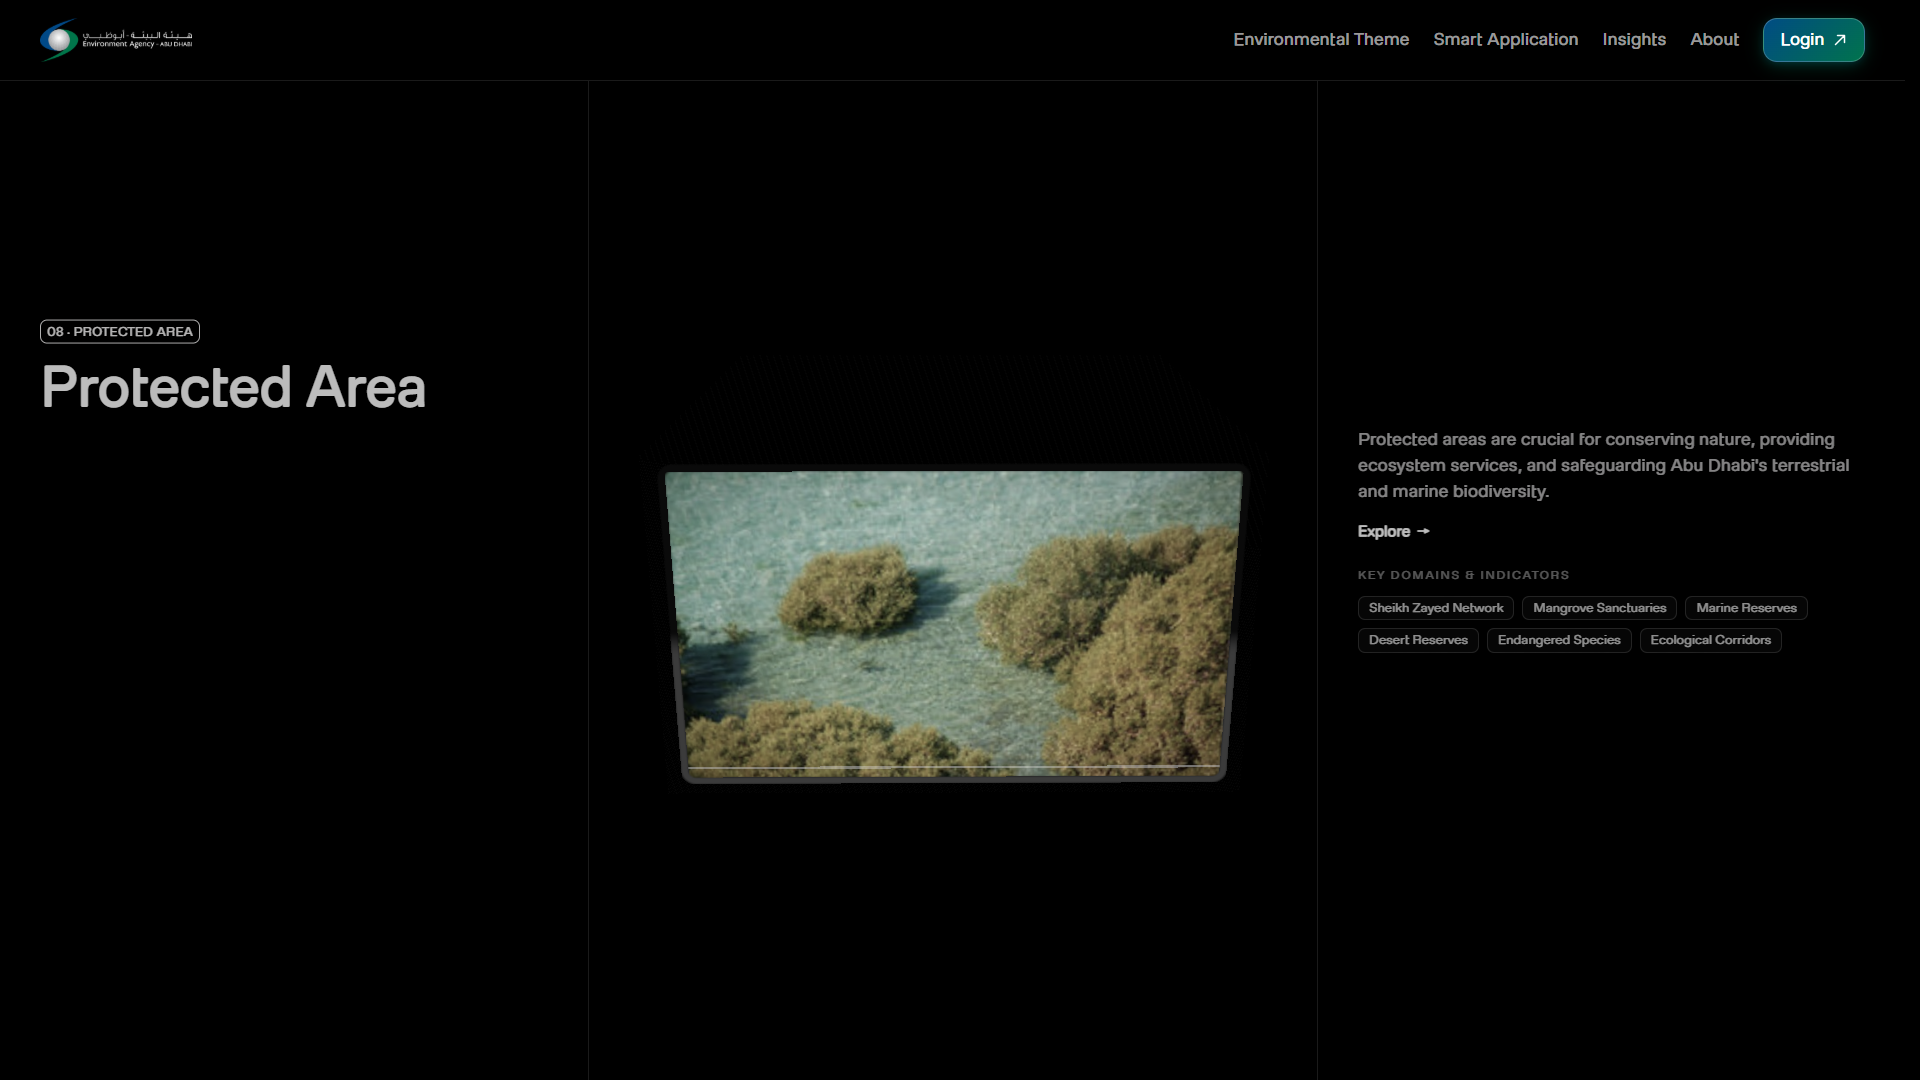 هيئة البيئة - أبوظبي
Environment Agency - ABU DHABI
Environmental Theme
Smart Application
Insights
About
Login ↗
08 · PROTECTED AREA
Protected Area
Protected areas are crucial for conserving nature, providing
ecosystem services, and safeguarding Abu Dhabi's terrestrial
and marine biodiversity.
Explore →
KEY DOMAINS & INDICATORS
Sheikh Zayed Network
Mangrove Sanctuaries
Marine Reserves
Desert Reserves
Endangered Species
Ecological Corridors